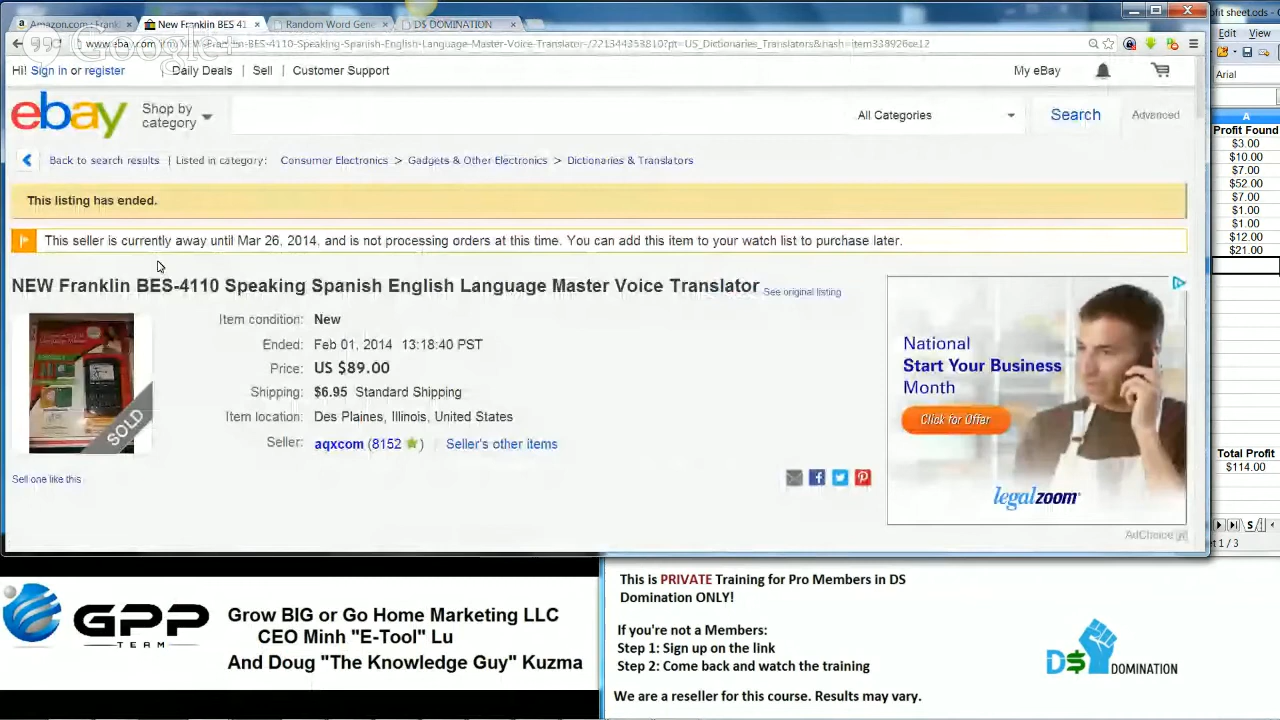 Amazon.com : Frank
New Franklin BES 41
Random Word Gene
DS DOMINATION
fit sheet.ods - O
Google+
Edit View
Hi! Sign in or register
Daily Deals
Sell
Customer Support
My eBay
Arial
ebay
Shop by
category
All Categories
Search
Advanced
A
Profit Found
$3.00
$10.00
$7.00
$52.00
$7.00
$1.00
$1.00
$12.00
$21.00
Back to search results | Listed in category: Consumer Electronics > Gadgets & Other Electronics > Dictionaries & Translators
This listing has ended.
This seller is currently away until Mar 26, 2014, and is not processing orders at this time. You can add this item to your watch list to purchase later.
NEW Franklin BES-4110 Speaking Spanish English Language Master Voice Translator
See original listing
Item condition: New
Ended: Feb 01, 2014 13:18:40 PST
Price: US $89.00
Shipping: $6.95 Standard Shipping
Item location: Des Plaines, Illinois, United States
Seller: aqxcom (8152 ) Seller's other items
SOLD
Sell one like this
National
Start Your Business
Month
Click for Offer
legalzoom
AdChoice
Total Profit
$114.00
et 1 / 3
GPP
TEAM
Grow BIG or Go Home Marketing LLC
CEO Minh "E-Tool" Lu
And Doug "The Knowledge Guy" Kuzma
This is PRIVATE Training for Pro Members in DS
Domination ONLY!
If you're not a Members:
Step 1: Sign up on the link
Step 2: Come back and watch the training
We are a reseller for this course. Results may vary.
D$ DOMINATION